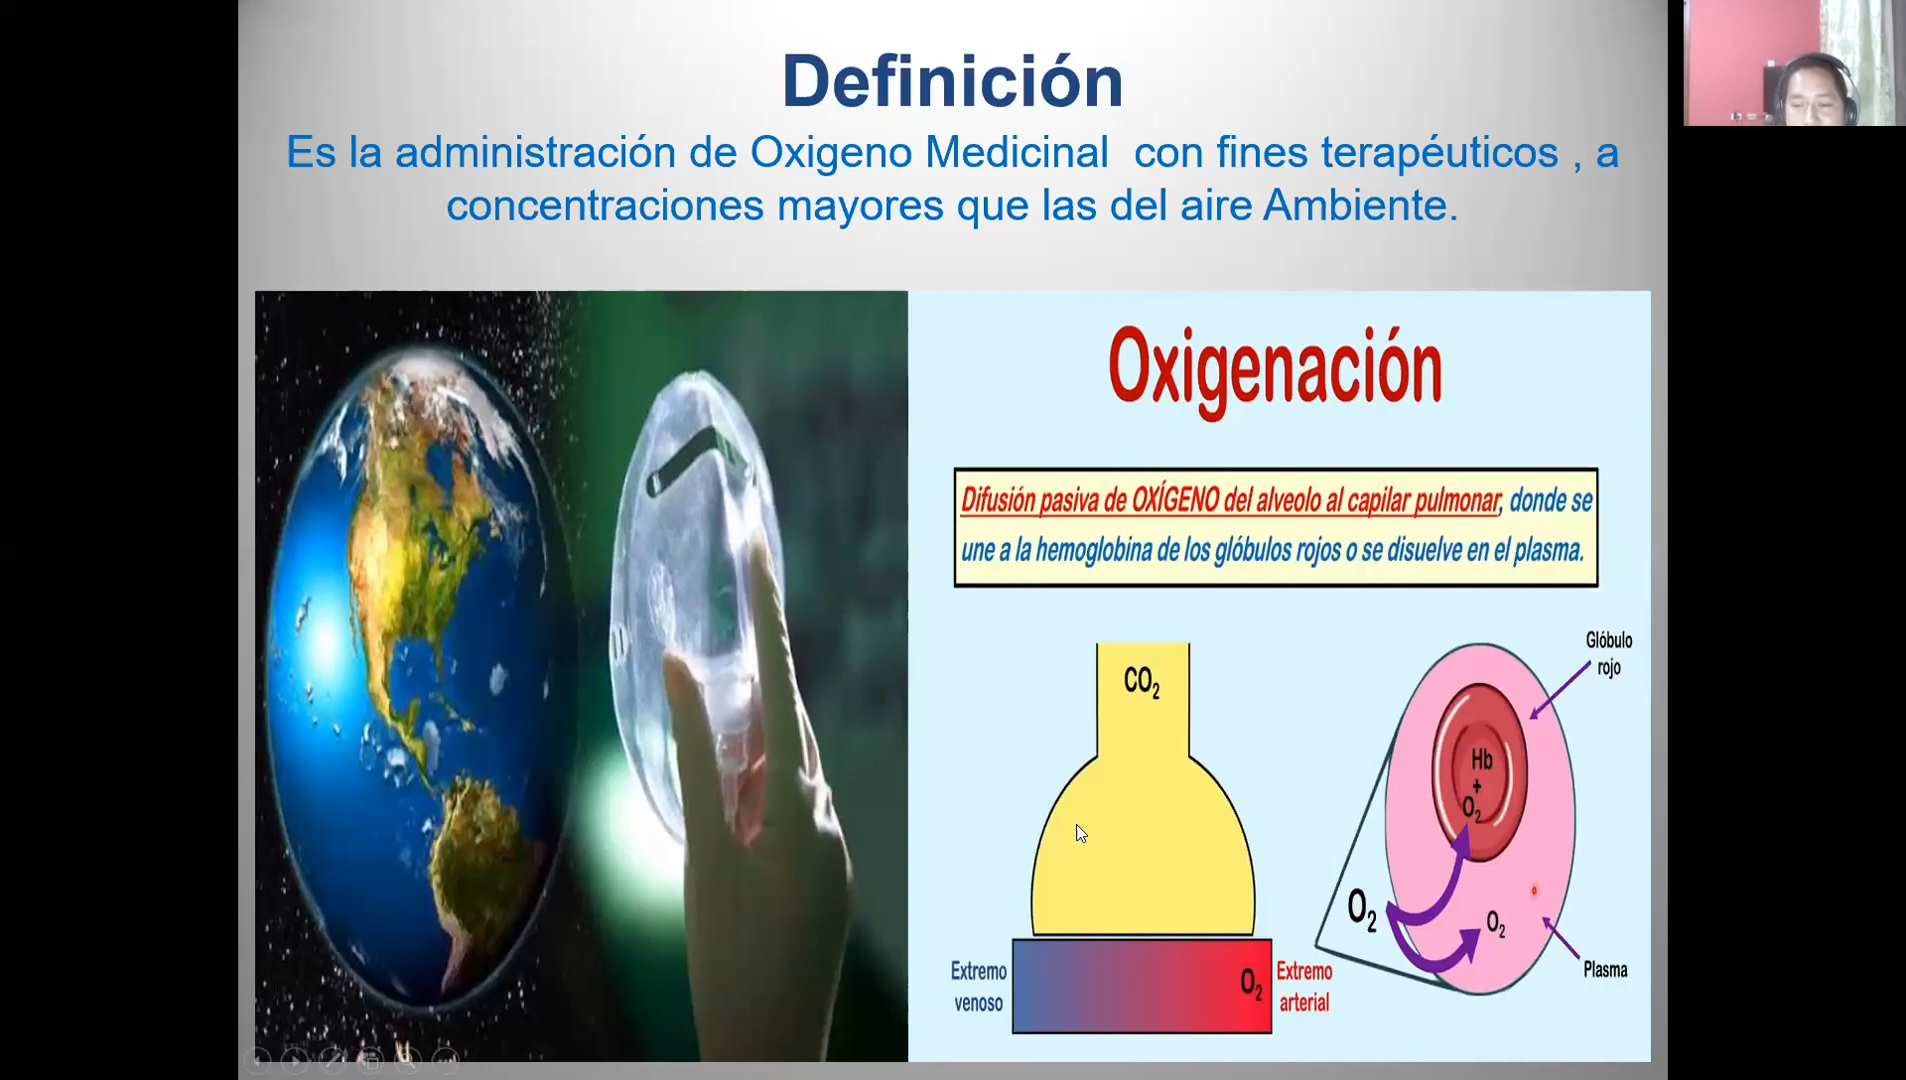 Definición
Es la administración de Oxigeno Medicinal con fines terapéuticos , a
concentraciones mayores que las del aire Ambiente.
Oxigenación
Difusión pasiva de OXÍGENO del alveolo al capilar pulmonar, donde se
une a la hemoglobina de los glóbulos rojos o se disuelve en el plasma.
Glóbulo
rojo
CO₂
Hb
+
O₂
O₂
O₂
Plasma
Extremo
venoso
O₂
Extremo
arterial